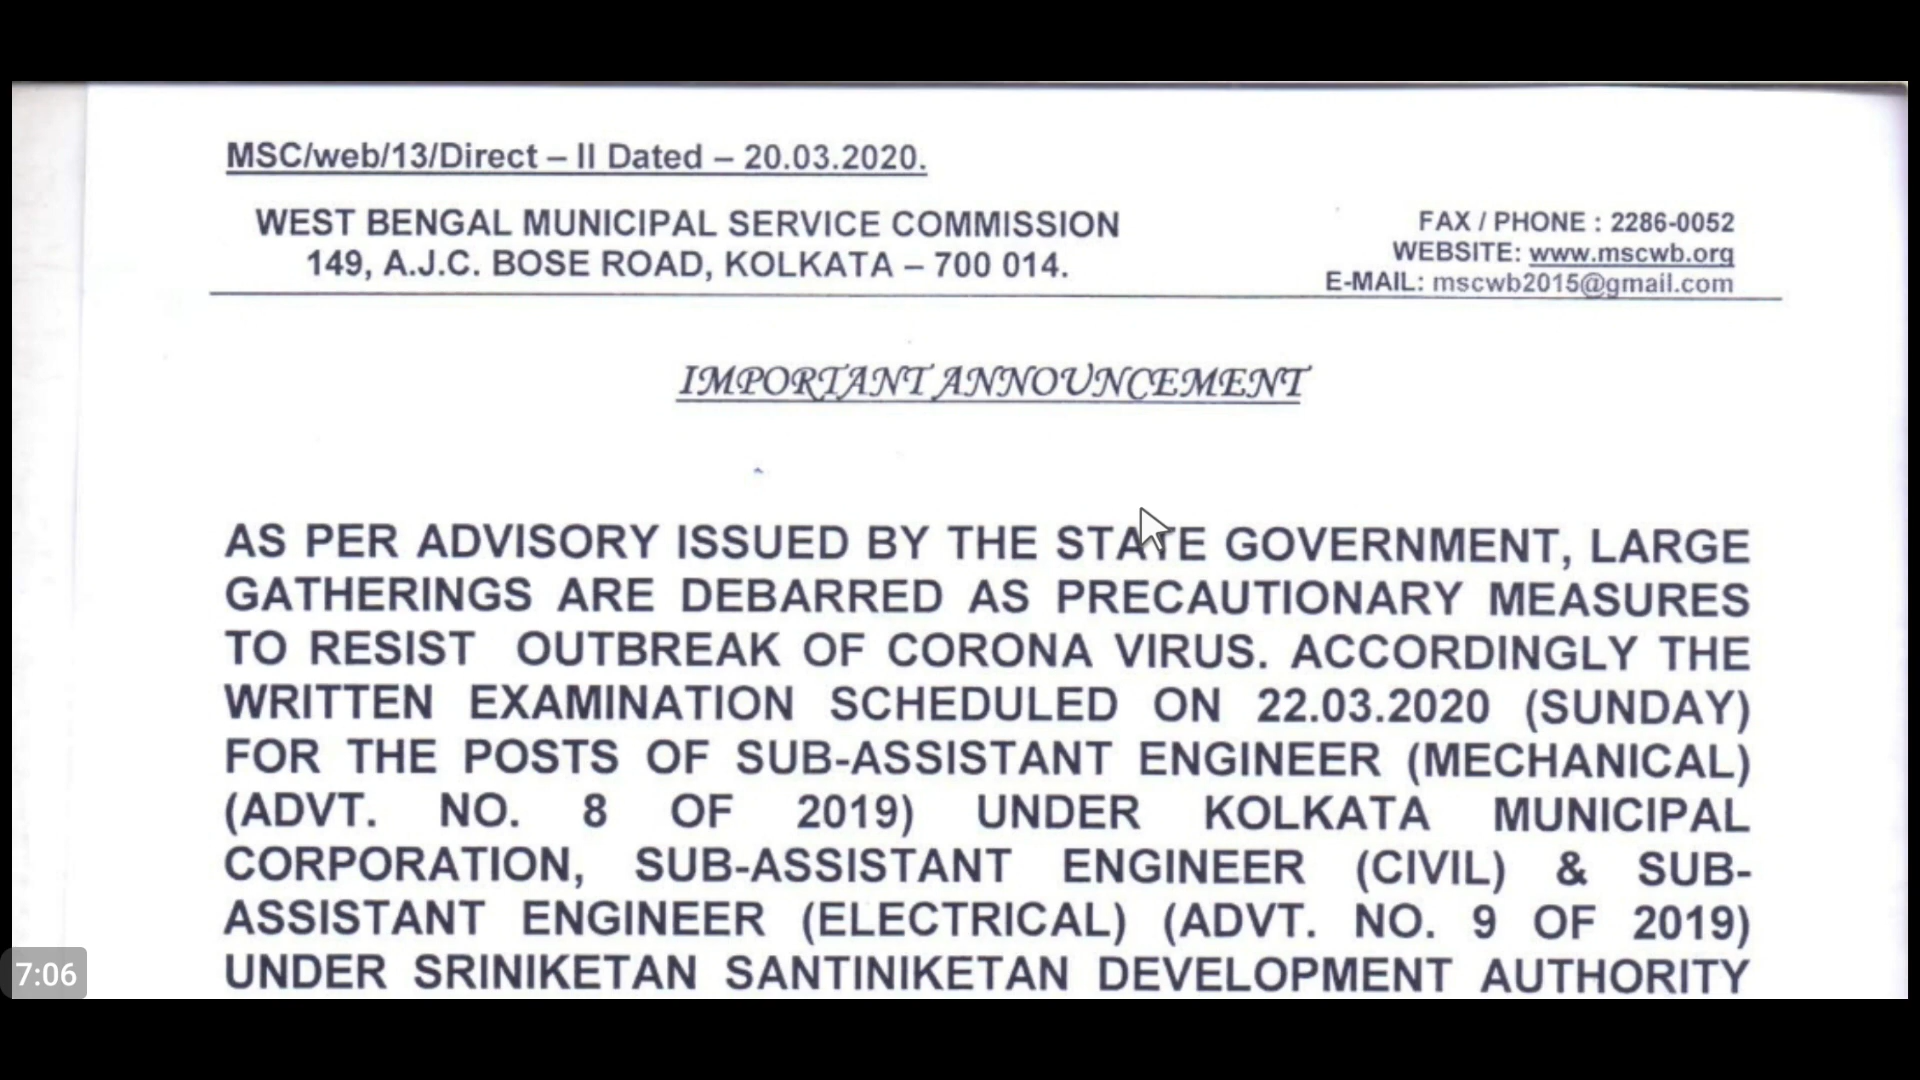 MSC/web/13/Direct – II Dated – 20.03.2020.
WEST BENGAL MUNICIPAL SERVICE COMMISSION
149, A.J.C. BOSE ROAD, KOLKATA – 700 014.
FAX / PHONE : 2286-0052
WEBSITE: www.mscwb.org
E-MAIL: mscwb2015@gmail.com
IMPORTANT ANNOUNCEMENT
AS PER ADVISORY ISSUED BY THE STATE GOVERNMENT, LARGE
GATHERINGS ARE DEBARRED AS PRECAUTIONARY MEASURES
TO RESIST OUTBREAK OF CORONA VIRUS. ACCORDINGLY THE
WRITTEN EXAMINATION SCHEDULED ON 22.03.2020 (SUNDAY)
FOR THE POSTS OF SUB-ASSISTANT ENGINEER (MECHANICAL)
(ADVT. NO. 8 OF 2019) UNDER KOLKATA MUNICIPAL
CORPORATION, SUB-ASSISTANT ENGINEER (CIVIL) & SUB-
ASSISTANT ENGINEER (ELECTRICAL) (ADVT. NO. 9 OF 2019)
UNDER SRINIKETAN SANTINIKETAN DEVELOPMENT AUTHORITY
7:06